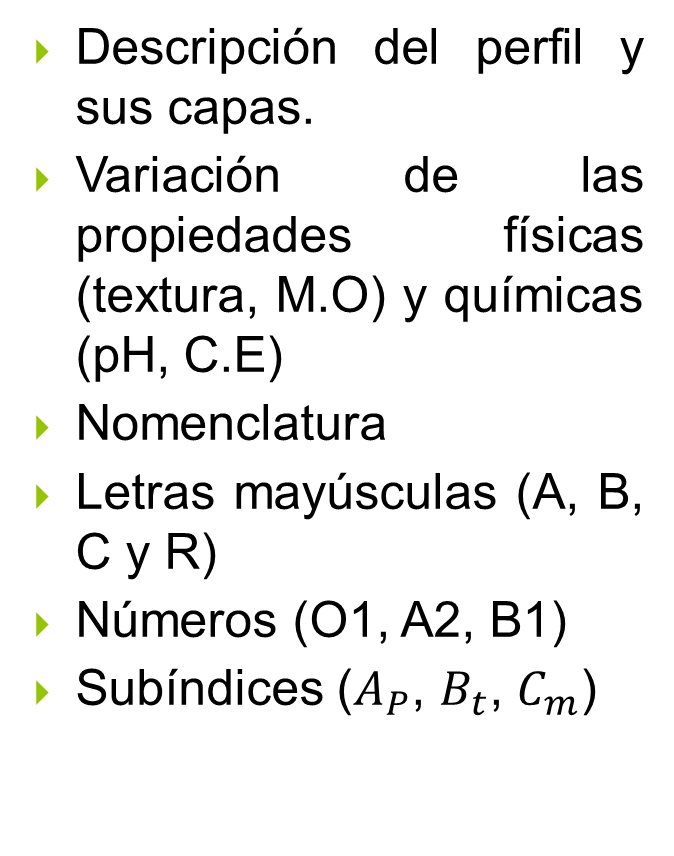 Descripción del perfil y
sus capas.
Variación de las
propiedades físicas
(textura, M.O) y químicas
(pH, C.E)
Nomenclatura
Letras mayúsculas (A, B,
C y R)
Números (O1, A2, B1)
Subíndices (𝐴_𝑃, 𝐵_𝑡, 𝐶_𝑚)